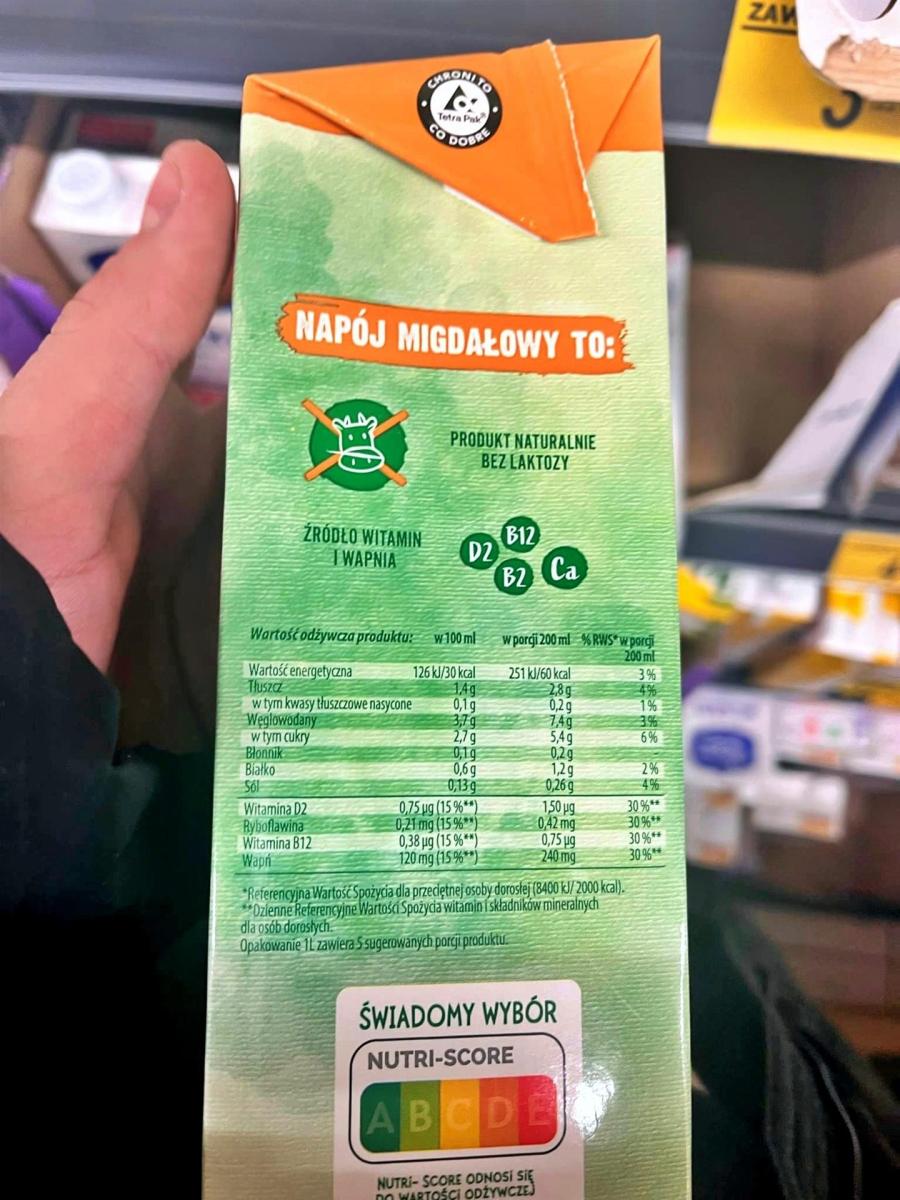 CHRONI TO
Tetra Pak®
CO DOBRE
ZAW
NAPÓJ MIGDAŁOWY TO:
PRODUKT NATURALNIE
BEZ LAKTOZY
ŹRÓDŁO WITAMIN
I WAPNIA
D2 B12 B2 Ca
Wartość odżywcza produktu: w 100 ml w porcji 200 ml % RWS* w porcji
200 ml
Wartość energetyczna 126 kJ/30 kcal 251 kJ/60 kcal 3 %
Tłuszcz 1,4 g 2,8 g 4 %
w tym kwasy tłuszczowe nasycone 0,1 g 0,2 g 1 %
Węglowodany 3,7 g 7,4 g 3 %
w tym cukry 2,7 g 5,4 g 6 %
Błonnik 0,1 g 0,2 g -
Białko 0,6 g 1,2 g 2 %
Sól 0,13 g 0,26 g 4 %
Witamina D2 0,75 µg (15 %**) 1,50 µg 30 %**
Ryboflawina 0,21 mg (15 %**) 0,42 mg 30 %**
Witamina B12 0,38 µg (15 %**) 0,75 µg 30 %**
Wapń 120 mg (15 %**) 240 mg 30 %**
*Referencyjna Wartość Spożycia dla przeciętnej osoby dorosłej (8400 kJ/ 2000 kcal).
**Dzienne Referencyjne Wartości Spożycia witamin i składników mineralnych
dla osób dorosłych.
Opakowanie 1L zawiera 5 sugerowanych porcji produktu.
ŚWIADOMY WYBÓR
NUTRI-SCORE
A B C D E
NUTRI- SCORE ODNOSI SIĘ
DO WARTOŚCI ODŻYWCZEJ